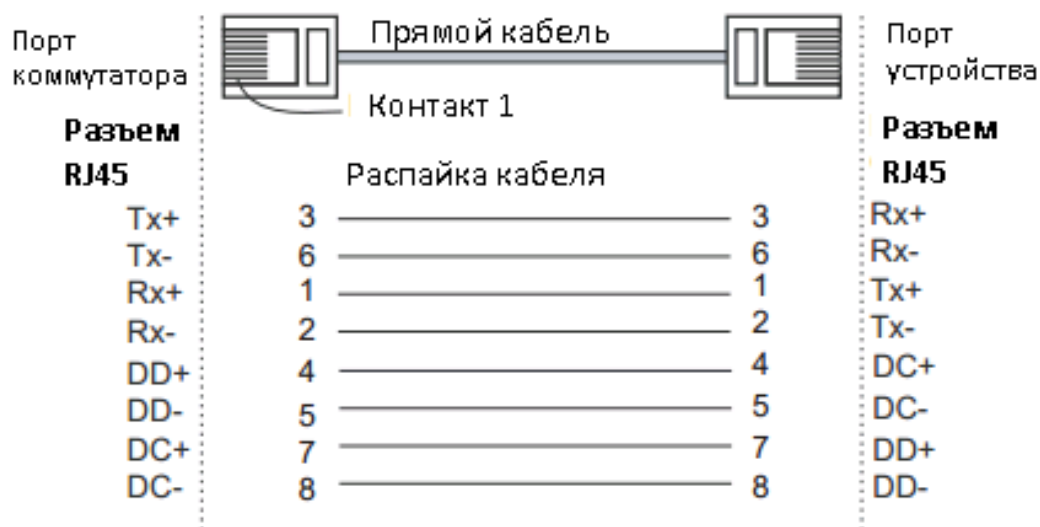 Порт
коммутатора
Прямой кабель
Порт
устройства
Контакт 1
Разъем
RJ45
Разъем
RJ45
Распайка кабеля
Tx+ 3 3 Rx+
Tx- 6 6 Rx-
Rx+ 1 1 Tx+
Rx- 2 2 Tx-
DD+ 4 4 DC+
DD- 5 5 DC-
DC+ 7 7 DD+
DC- 8 8 DD-